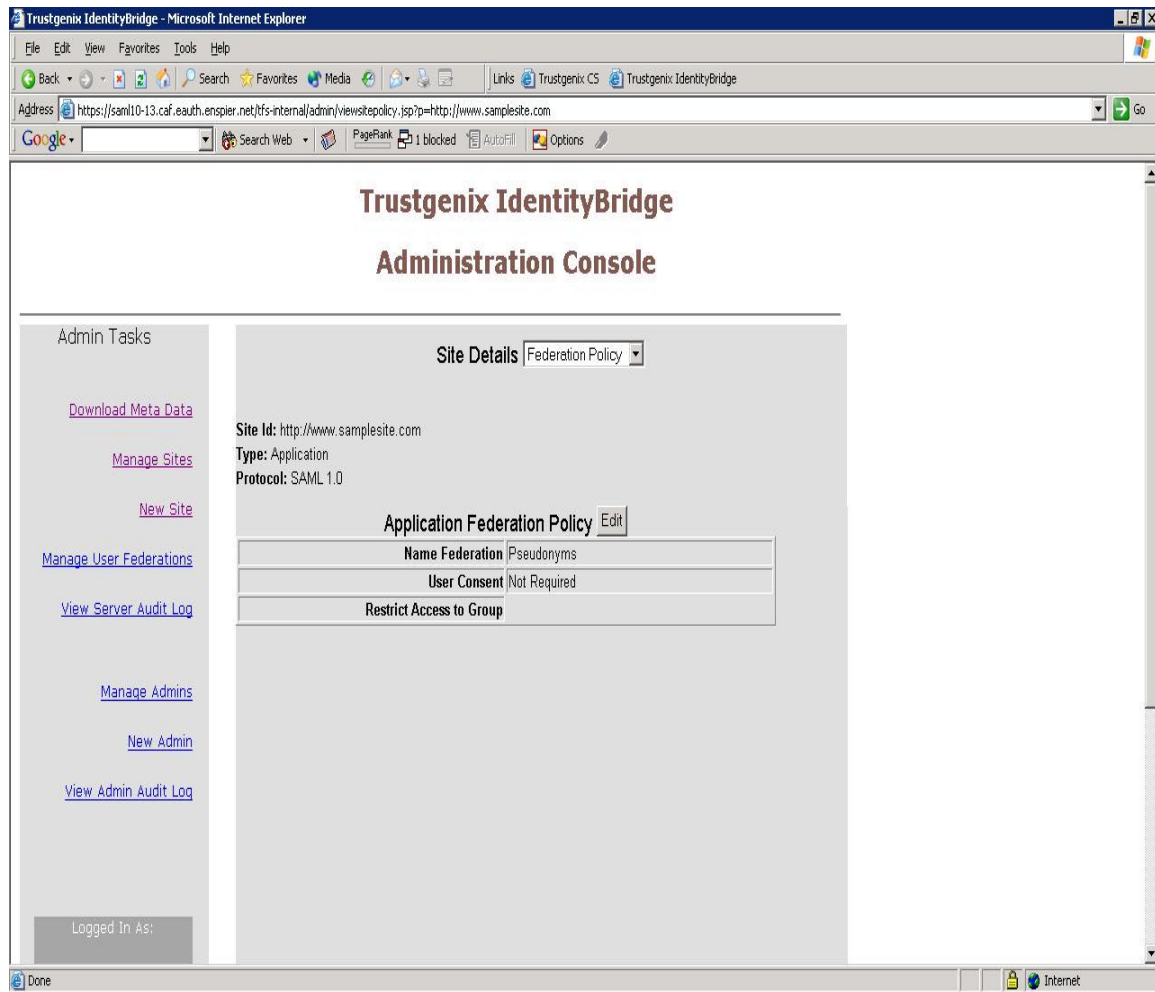 Trustgenix IdentityBridge - Microsoft Internet Explorer
File Edit View Favorites Tools Help
Back Search Favorites Media Links Trustgenix CS Trustgenix IdentityBridge
Address https://saml10-13.caf.eauth.enspier.net/tfs-internal/admin/viewsitepolicy.jsp?p=http://www.samplesite.com Go
Google Search Web PageRank 1 blocked AutoFill Options
Trustgenix IdentityBridge
Administration Console
Admin Tasks
Download Meta Data
Manage Sites
New Site
Manage User Federations
View Server Audit Log
Manage Admins
New Admin
View Admin Audit Log
Logged In As:
Site Details Federation Policy
Site Id: http://www.samplesite.com
Type: Application
Protocol: SAML 1.0
Application Federation Policy Edit
Name Federation Pseudonyms
User Consent Not Required
Restrict Access to Group
Done Internet